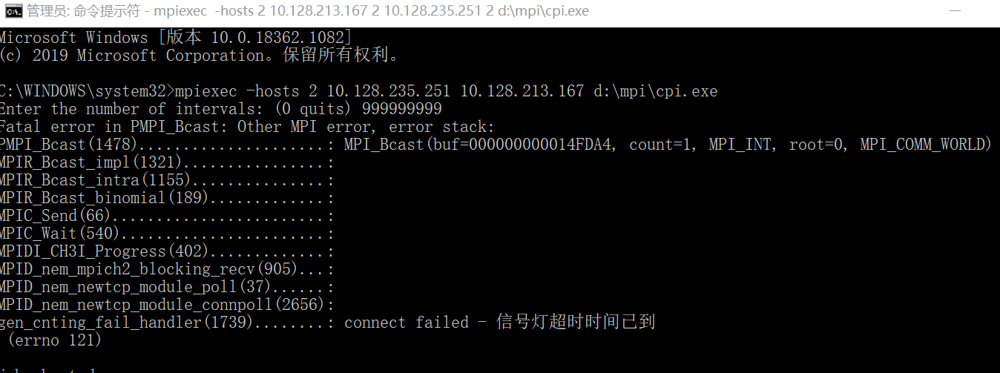 管理员: 命令提示符 - mpiexec -hosts 2 10.128.213.167 2 10.128.235.251 2 d:\mpi\cpi.exe
Microsoft Windows [版本 10.0.18362.1082]
(c) 2019 Microsoft Corporation。保留所有权利。
C:\WINDOWS\system32>mpiexec -hosts 2 10.128.235.251 10.128.213.167 d:\mpi\cpi.exe
Enter the number of intervals: (0 quits) 999999999
Fatal error in PMPI_Bcast: Other MPI error, error stack:
PMPI_Bcast(1478)......................: MPI_Bcast(buf=000000000014FDA4, count=1, MPI_INT, root=0, MPI_COMM_WORLD)
MPIR_Bcast_impl(1321).................:
MPIR_Bcast_intra(1155)................:
MPIR_Bcast_binomial(189)..............:
MPIC_Send(66).........................:
MPIC_Wait(540)........................:
MPIDI_CH3I_Progress(402)..............:
MPID_nem_mpich2_blocking_recv(905)....:
MPID_nem_newtcp_module_poll(37).......:
MPID_nem_newtcp_module_connpoll(2656):
gen_cnting_fail_handler(1739).........: connect failed - 信号灯超时时间已到
(errno 121)